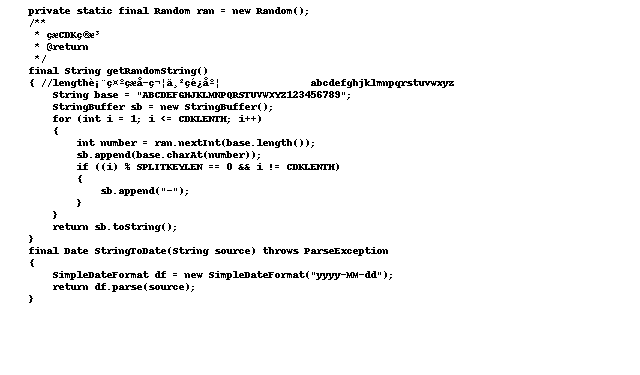 private static final Random ran = new Random();
/**
* çæCDKç®æ³
* @return
*/
final String getRandomString()
{ //lengthè¡¨ç¤ºçæå­ç¬¦ä¸²çé¿åº¦ abcdefghjklmnpqrstuvwxyz
String base = "ABCDEFGHJKLMNPQRSTUVWXYZ123456789";
StringBuffer sb = new StringBuffer();
for (int i = 1; i <= CDKLENTH; i++)
{
int number = ran.nextInt(base.length());
sb.append(base.charAt(number));
if ((i) % SPLITKEYLEN == 0 && i != CDKLENTH)
{
sb.append("-");
}
}
return sb.toString();
}
final Date StringToDate(String source) throws ParseException
{
SimpleDateFormat df = new SimpleDateFormat("yyyy-MM-dd");
return df.parse(source);
}